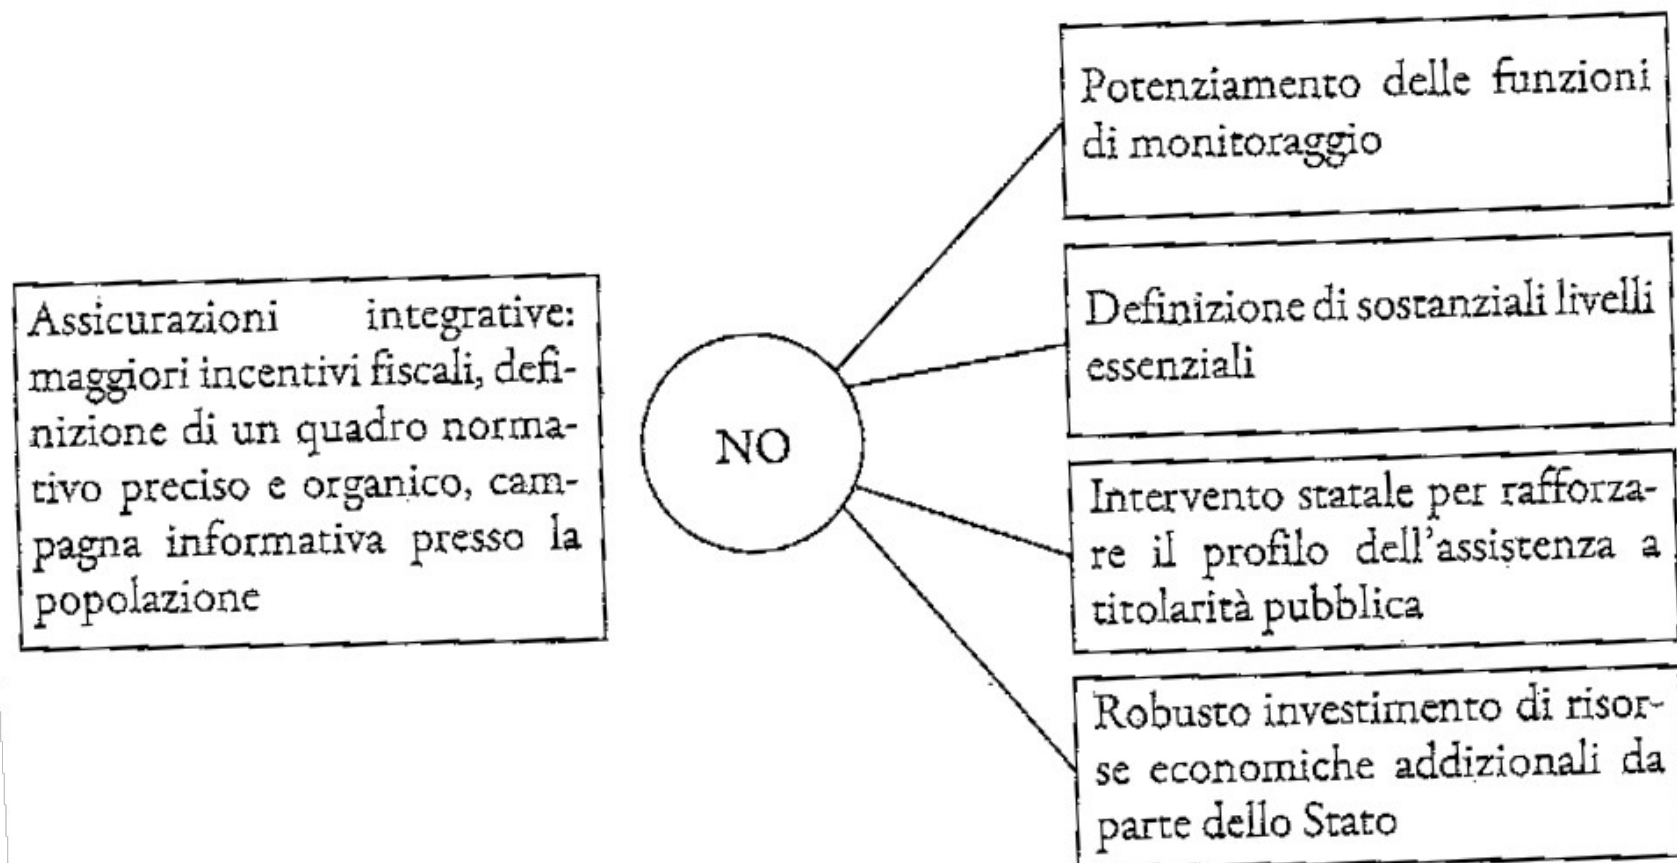 Assicurazioni integrative:
maggiori incentivi fiscali, defi-
nizione di un quadro norma-
tivo preciso e organico, cam-
pagna informativa presso la
popolazione
NO
Potenziamento delle funzioni
di monitoraggio
Definizione di sostanziali livelli
essenziali
Intervento statale per rafforza-
re il profilo dell'assistenza a
titolarità pubblica
Robusto investimento di risor-
se economiche addizionali da
parte dello Stato